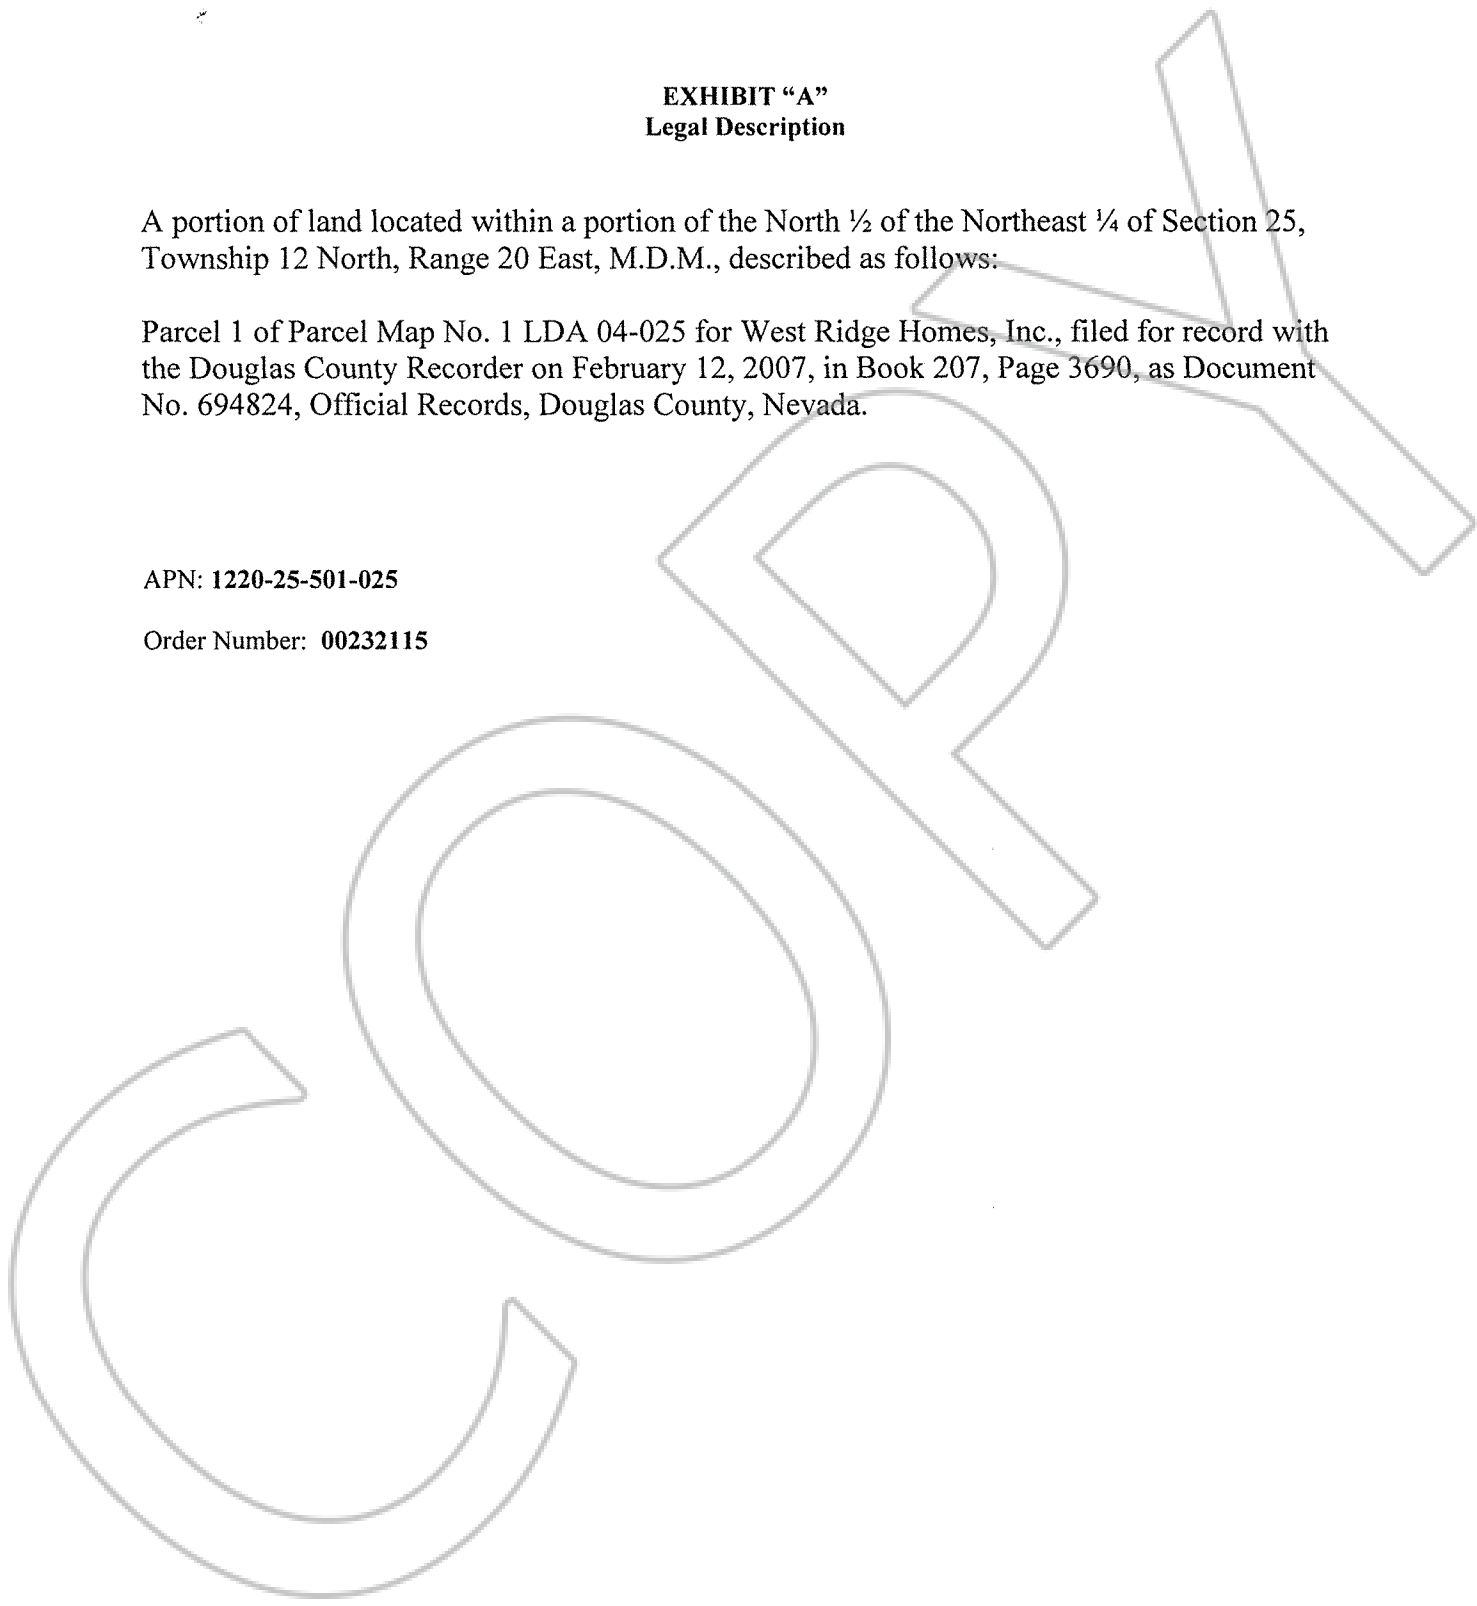 EXHIBIT “A”
Legal Description
A portion of land located within a portion of the North ½ of the Northeast ¼ of Section 25,
Township 12 North, Range 20 East, M.D.M., described as follows:
Parcel 1 of Parcel Map No. 1 LDA 04-025 for West Ridge Homes, Inc., filed for record with
the Douglas County Recorder on February 12, 2007, in Book 207, Page 3690, as Document
No. 694824, Official Records, Douglas County, Nevada.
APN: 1220-25-501-025
Order Number: 00232115
COPY